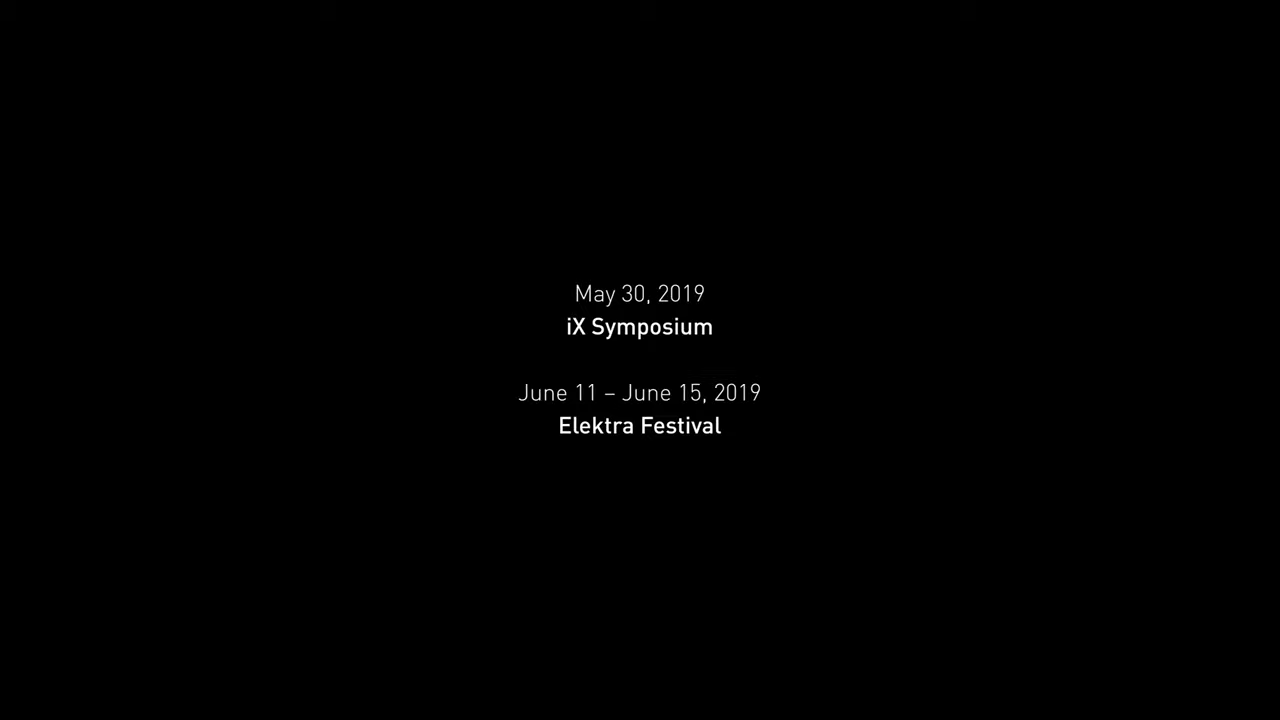 May 30, 2019
iX Symposium
June 11 – June 15, 2019
Elektra Festival